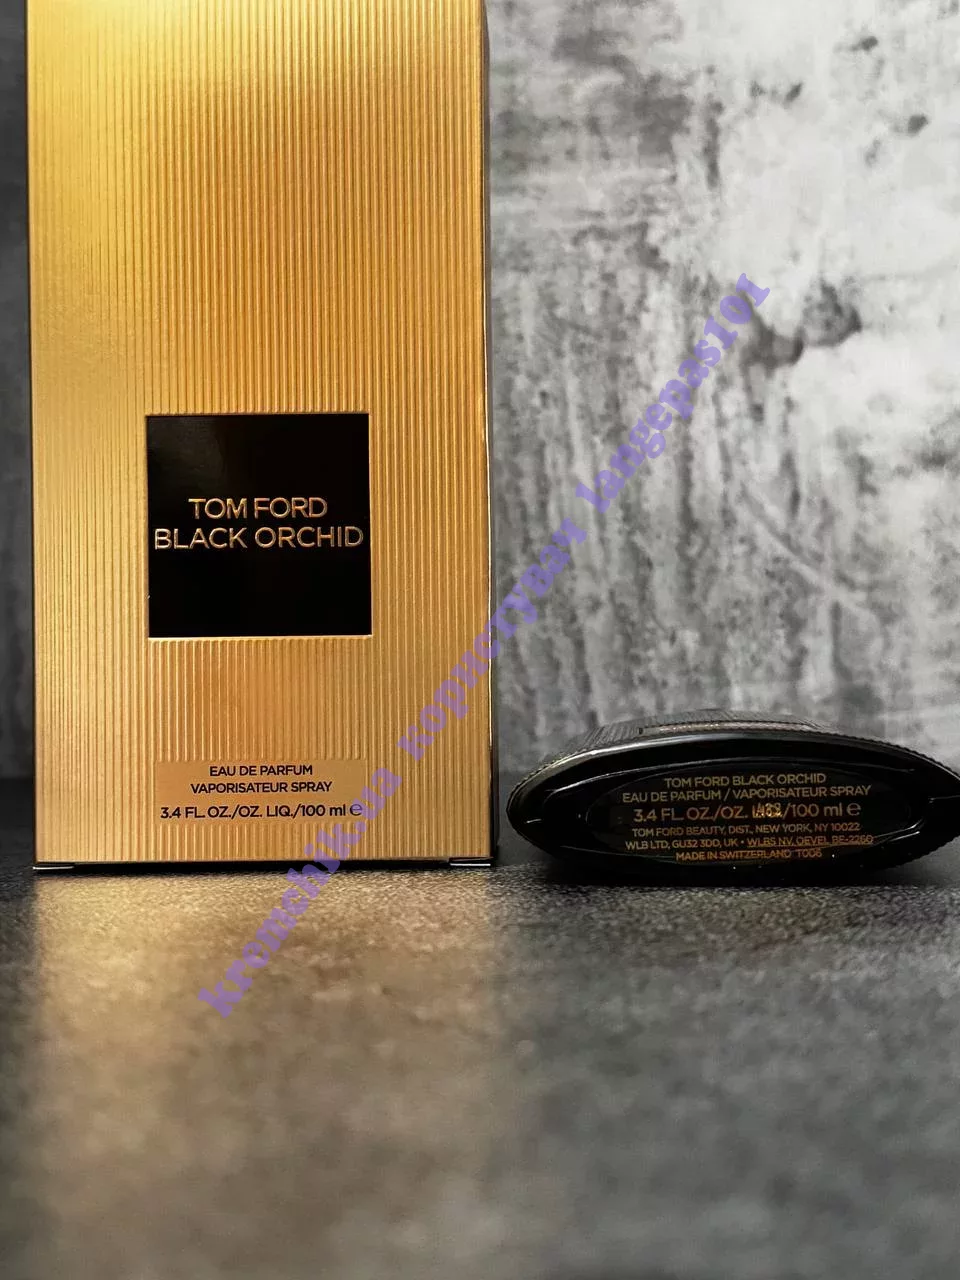 TOM FORD
BLACK ORCHID
EAU DE PARFUM
VAPORISATEUR SPRAY
3.4 FL. OZ./OZ. LIQ./100 ml e
TOM FORD BLACK ORCHID
EAU DE PARFUM / VAPORISATEUR SPRAY
3.4 FL. OZ./OZ. /100 ml e
TOM FORD BEAUTY, DIST., NEW YORK, NY 10022
WLB LTD, GU32 3DD, UK • WLBS NV. OEVEL BE-2260
MADE IN SWITZERLAND T006
kromchik.ua користувач langepas101